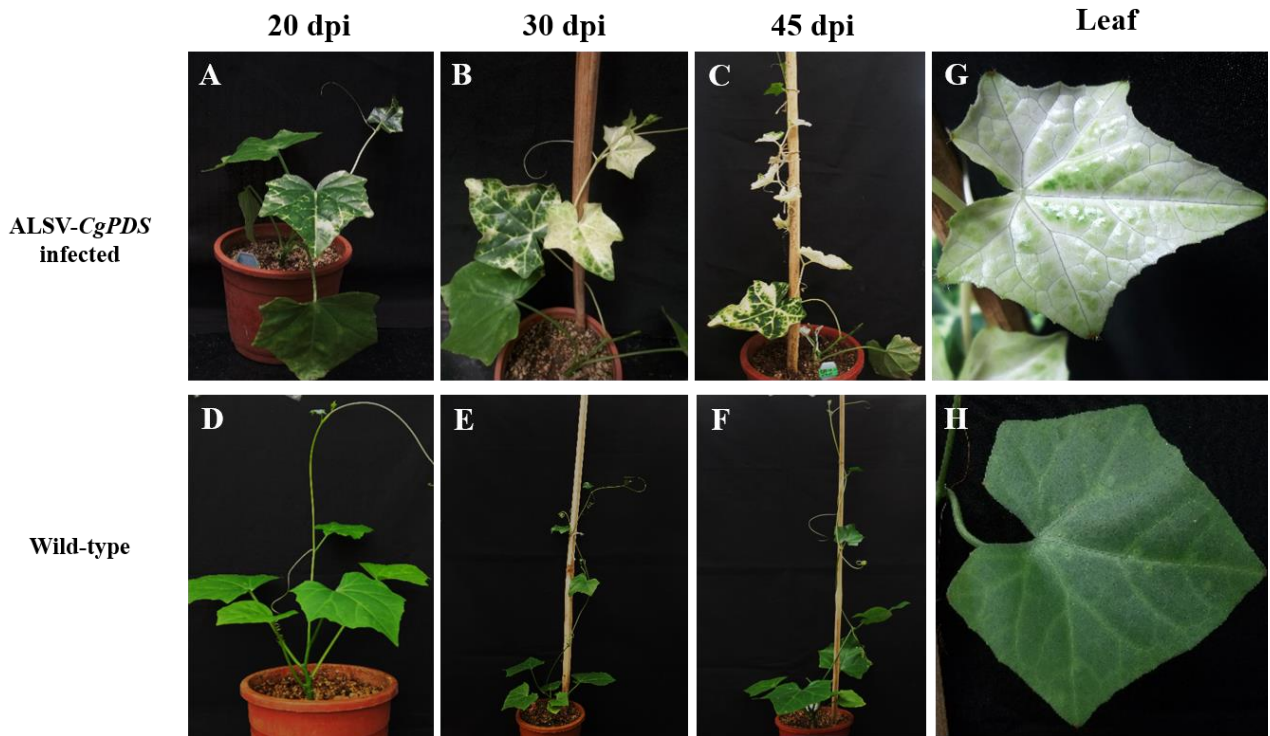 20 dpi
30 dpi
45 dpi
Leaf
ALSV-CgPDS
infected
A
B
C
G
Wild-type
D
E
F
H